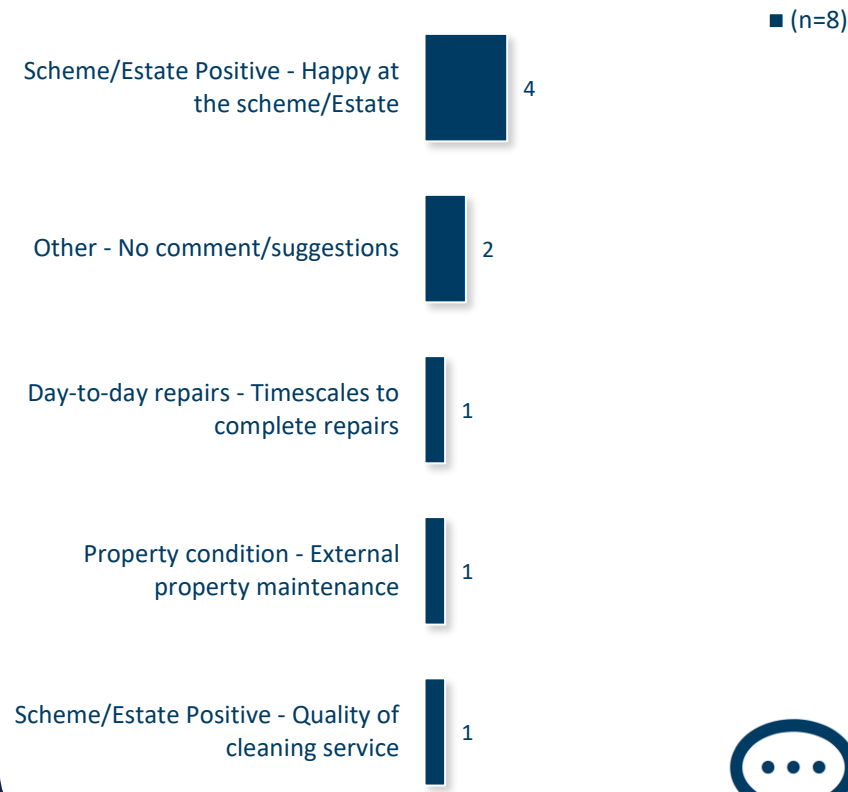 (n=8)
Scheme/Estate Positive - Happy at
the scheme/Estate
4
Other - No comment/suggestions
2
Day-to-day repairs - Timescales to
complete repairs
1
Property condition - External
property maintenance
1
Scheme/Estate Positive - Quality of
cleaning service
1